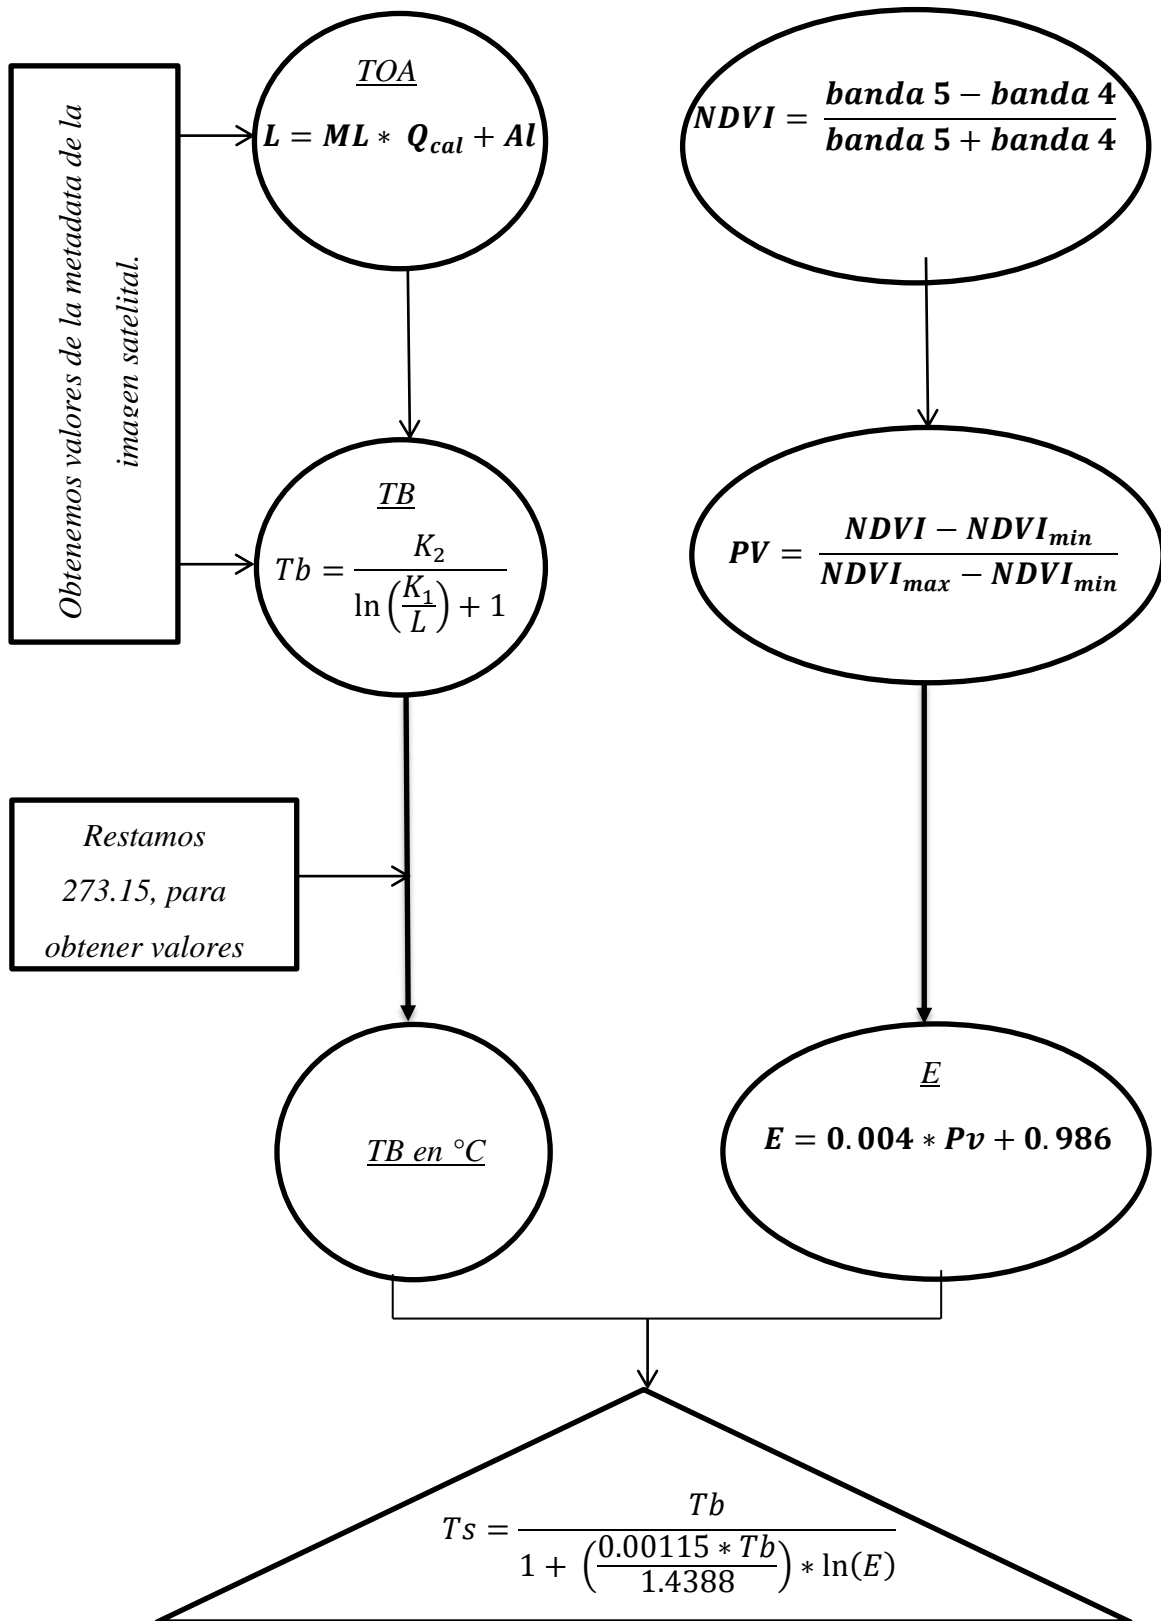 Obtenemos valores de la metadata de la
imagen satelital.
TOA
L = ML * Q_cal + Al
TB
Tb = K_2 / (ln(K_1 / L) + 1)
Restamos
273.15, para
obtener valores
TB en °C
NDVI = (banda 5 − banda 4) / (banda 5 + banda 4)
PV = (NDVI − NDVI_min) / (NDVI_max − NDVI_min)
E
E = 0.004 * Pv + 0.986
Ts = Tb / (1 + (0.00115 * Tb / 1.4388) * ln(E))